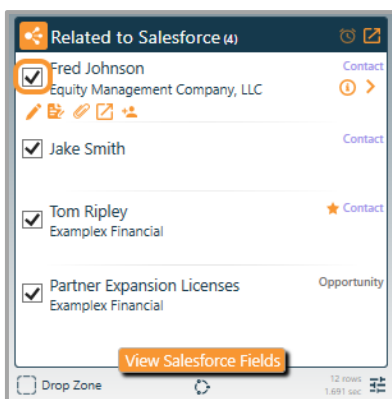 Related to Salesforce (4)
Fred Johnson
Contact
Equity Management Company, LLC
Jake Smith
Contact
Tom Ripley
Contact
Examplex Financial
Partner Expansion Licenses
Opportunity
Examplex Financial
View Salesforce Fields
Drop Zone
12 rows
1.691 sec